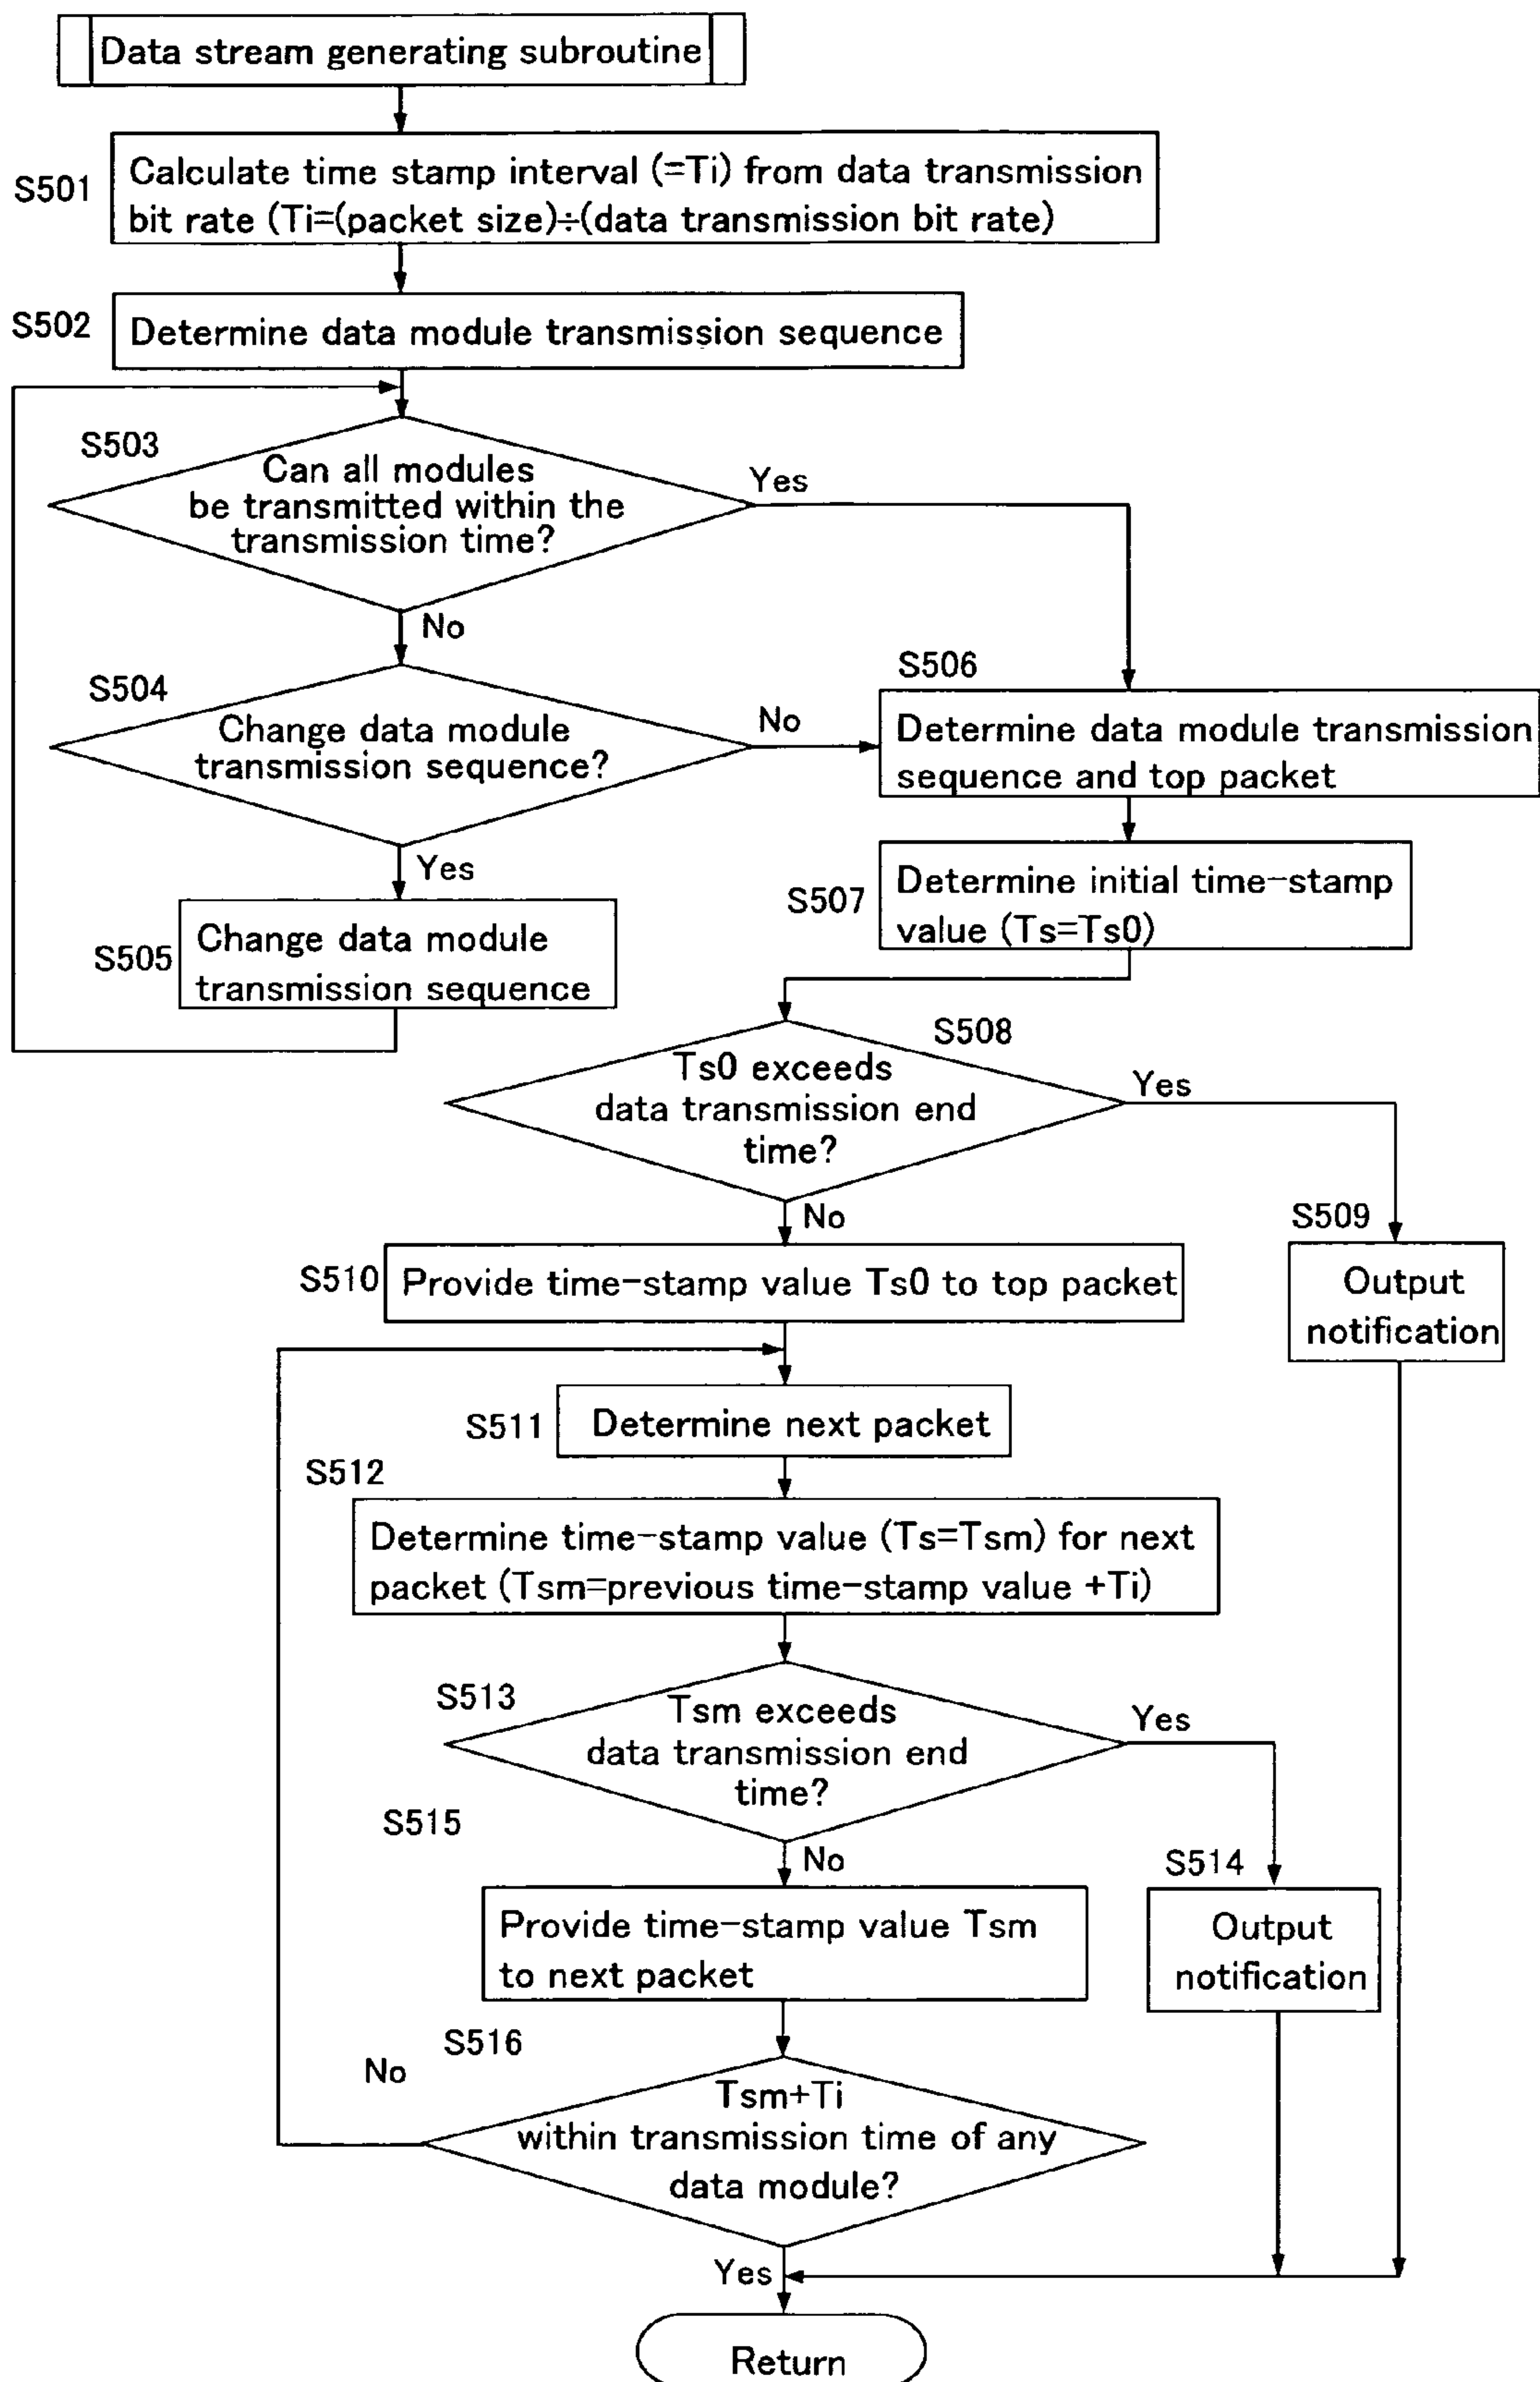 Data stream generating subroutine
S501
Calculate time stamp interval (=Ti) from data transmission
bit rate (Ti=(packet size)÷(data transmission bit rate)
S502
Determine data module transmission sequence
S503
Can all modules
be transmitted within the
transmission time?
Yes
No
S504
Change data module
transmission sequence?
No
Yes
S505
Change data module
transmission sequence
S506
Determine data module transmission
sequence and top packet
S507
Determine initial time-stamp
value (Ts=Ts0)
S508
Ts0 exceeds
data transmission end
time?
Yes
No
S509
Output
notification
S510
Provide time-stamp value Ts0 to top packet
S511
Determine next packet
S512
Determine time-stamp value (Ts=Tsm) for next
packet (Tsm=previous time-stamp value +Ti)
S513
Tsm exceeds
data transmission end
time?
Yes
No
S514
Output
notification
S515
Provide time-stamp value Tsm
to next packet
S516
No
Tsm+Ti
within transmission time of any
data module?
Yes
Return